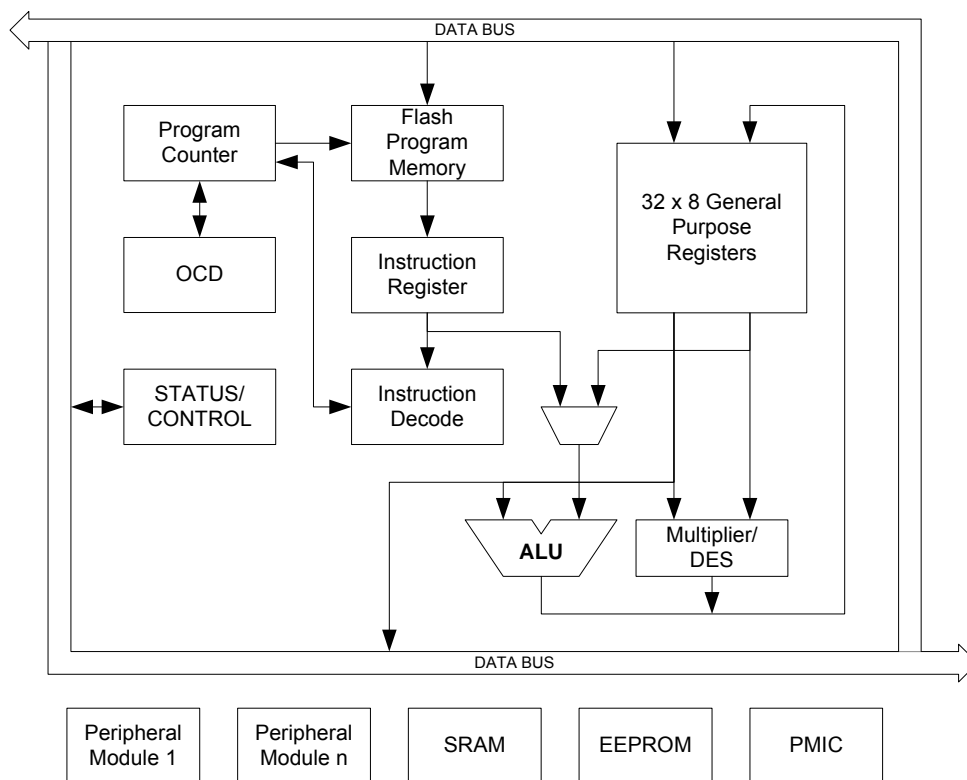 DATA BUS
Program
Counter
Flash
Program
Memory
32 x 8 General
Purpose
Registers
OCD
Instruction
Register
STATUS/
CONTROL
Instruction
Decode
ALU
Multiplier/
DES
DATA BUS
Peripheral
Module 1
Peripheral
Module n
SRAM
EEPROM
PMIC